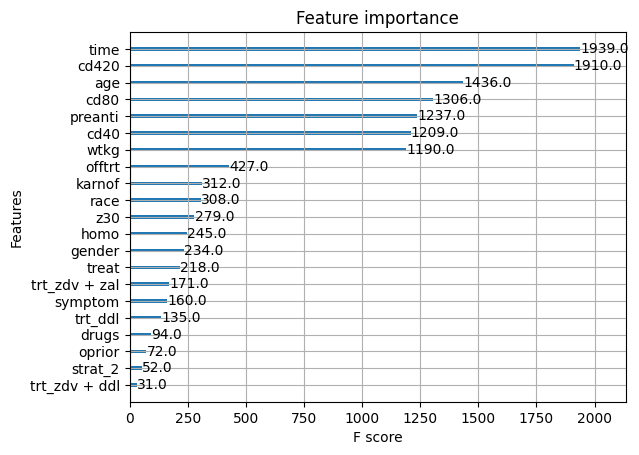 Feature importance
Features
time 1939.0
cd420 1910.0
age 1436.0
cd80 1306.0
preanti 1237.0
cd40 1209.0
wtkg 1190.0
offtrt 427.0
karnof 312.0
race 308.0
z30 279.0
homo 245.0
gender 234.0
treat 218.0
trt_zdv + zal 171.0
symptom 160.0
trt_ddl 135.0
drugs 94.0
oprior 72.0
strat_2 52.0
trt_zdv + ddl 31.0
0 250 500 750 1000 1250 1500 1750 2000
F score